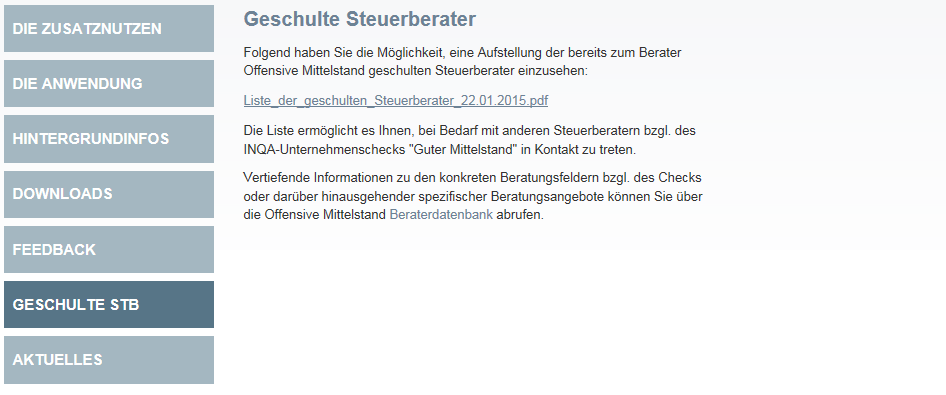 DIE ZUSATZNUTZEN
DIE ANWENDUNG
HINTERGRUNDINFOS
DOWNLOADS
FEEDBACK
GESCHULTE STB
AKTUELLES
Geschulte Steuerberater
Folgend haben Sie die Möglichkeit, eine Aufstellung der bereits zum Berater
Offensive Mittelstand geschulten Steuerberater einzusehen:
Liste_der_geschulten_Steuerberater_22.01.2015.pdf
Die Liste ermöglicht es Ihnen, bei Bedarf mit anderen Steuerberatern bzgl. des
INQA-Unternehmenschecks "Guter Mittelstand" in Kontakt zu treten.
Vertiefende Informationen zu den konkreten Beratungsfeldern bzgl. des Checks
oder darüber hinausgehender spezifischer Beratungsangebote können Sie über
die Offensive Mittelstand Beraterdatenbank abrufen.